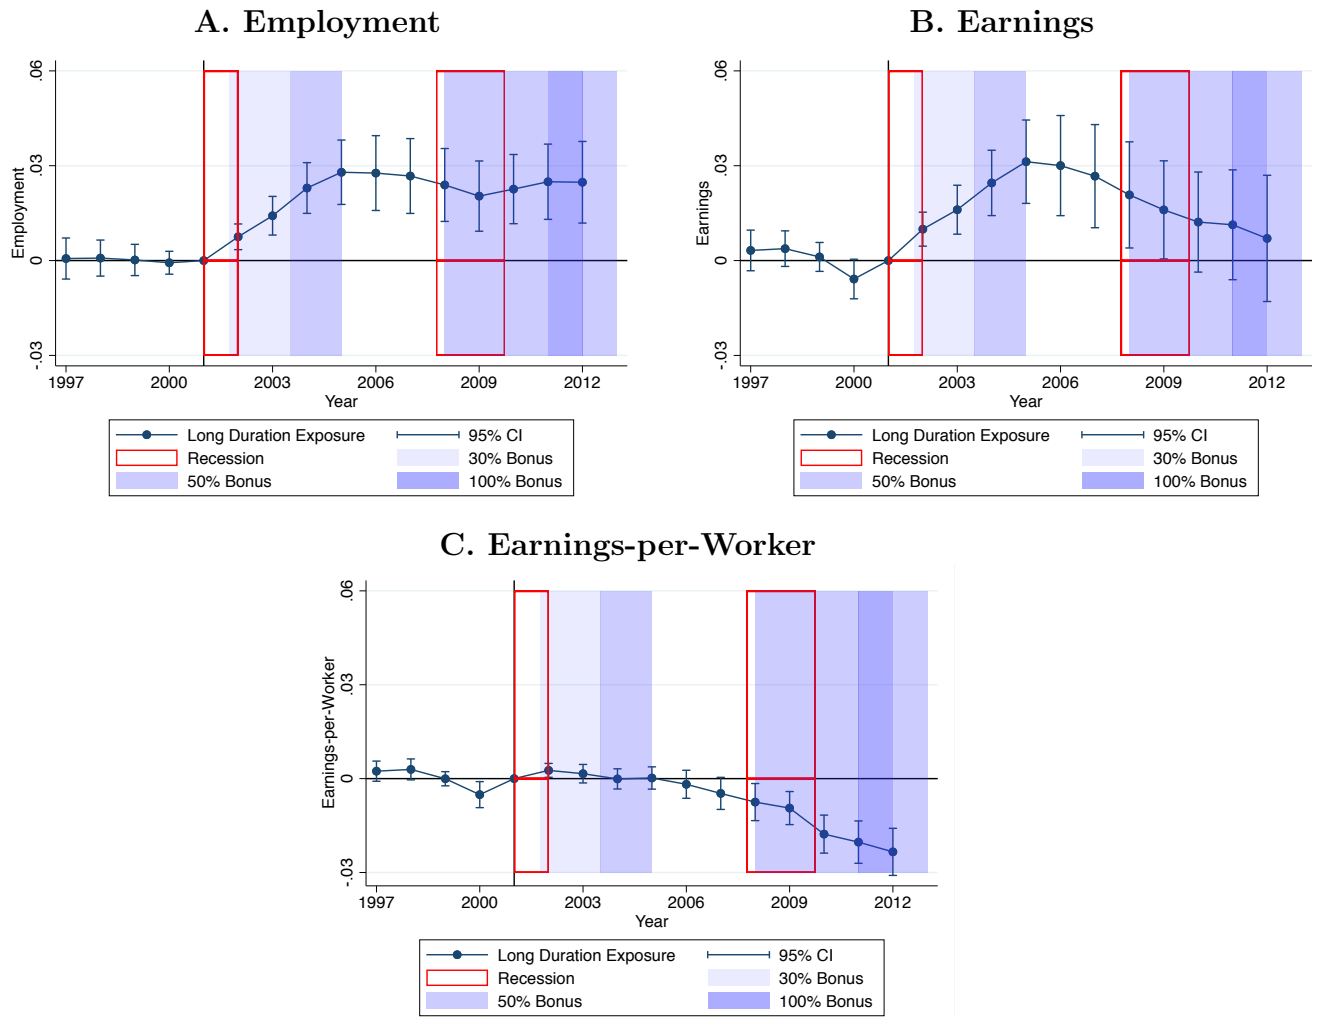 A. Employment
.06
.03
0
-.03
Employment
1997 2000 2003 2006 2009 2012
Year
Long Duration Exposure 95% CI
Recession 30% Bonus
50% Bonus 100% Bonus
B. Earnings
.06
.03
0
-.03
Earnings
1997 2000 2003 2006 2009 2012
Year
Long Duration Exposure 95% CI
Recession 30% Bonus
50% Bonus 100% Bonus
C. Earnings-per-Worker
.06
.03
0
-.03
Earnings-per-Worker
1997 2000 2003 2006 2009 2012
Year
Long Duration Exposure 95% CI
Recession 30% Bonus
50% Bonus 100% Bonus